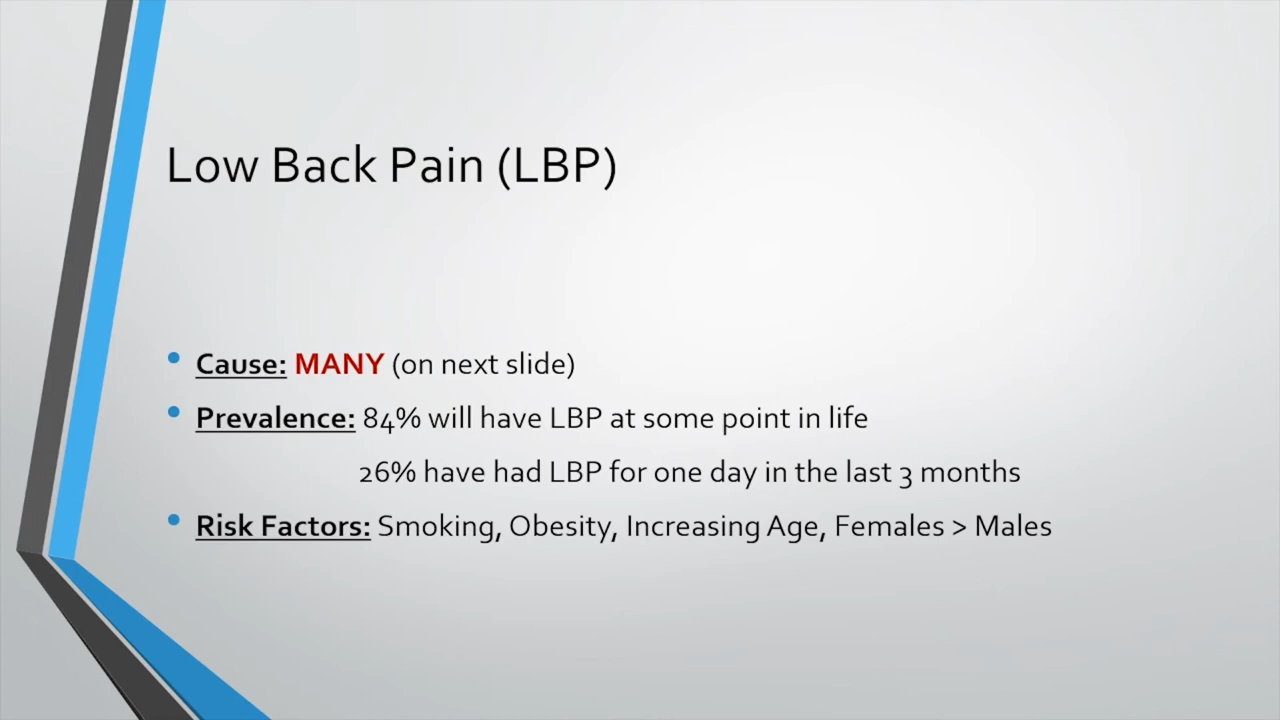 Low Back Pain (LBP)
Cause: MANY (on next slide)
Prevalence: 84% will have LBP at some point in life
26% have had LBP for one day in the last 3 months
Risk Factors: Smoking, Obesity, Increasing Age, Females > Males